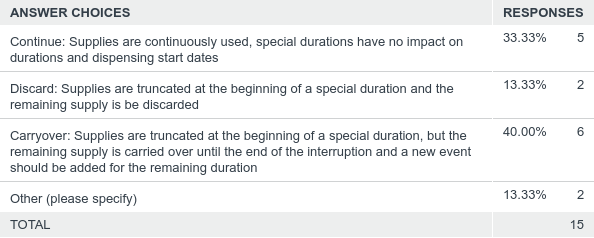 ANSWER CHOICES RESPONSES
Continue: Supplies are continuously used, special durations have no impact on 33.33% 5
durations and dispensing start dates
Discard: Supplies are truncated at the beginning of a special duration and the 13.33% 2
remaining supply is be discarded
Carryover: Supplies are truncated at the beginning of a special duration, but the 40.00% 6
remaining supply is carried over until the end of the interruption and a new event
should be added for the remaining duration
Other (please specify) 13.33% 2
TOTAL 15